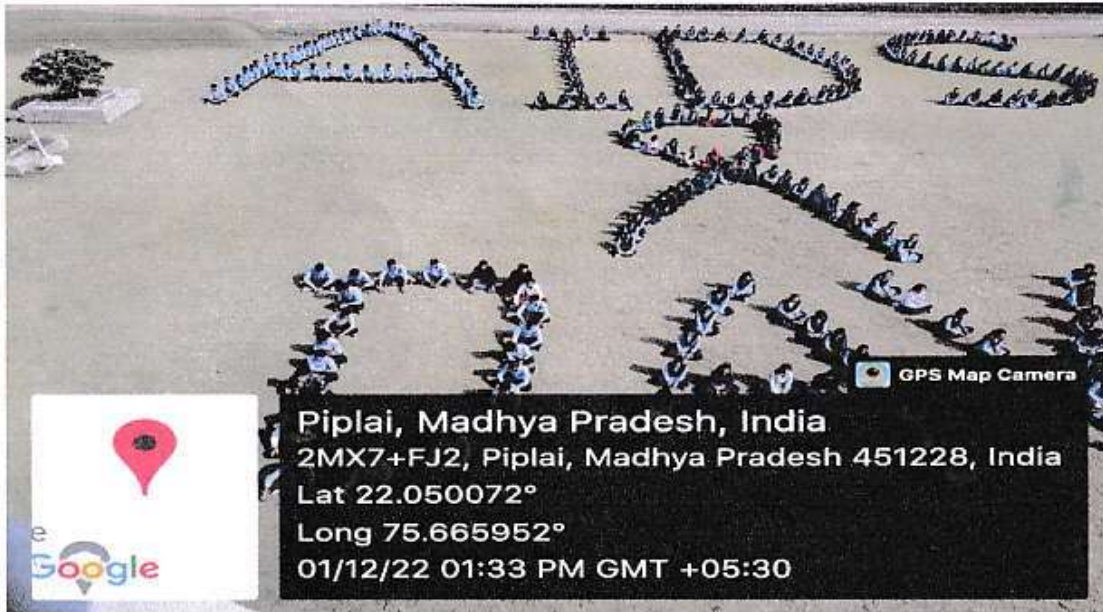 AIDS
DAY
GPS Map Camera
Piplai, Madhya Pradesh, India
2MX7+FJ2, Piplai, Madhya Pradesh 451228, India
Lat 22.050072°
Long 75.665952°
01/12/22 01:33 PM GMT +05:30
e
Google